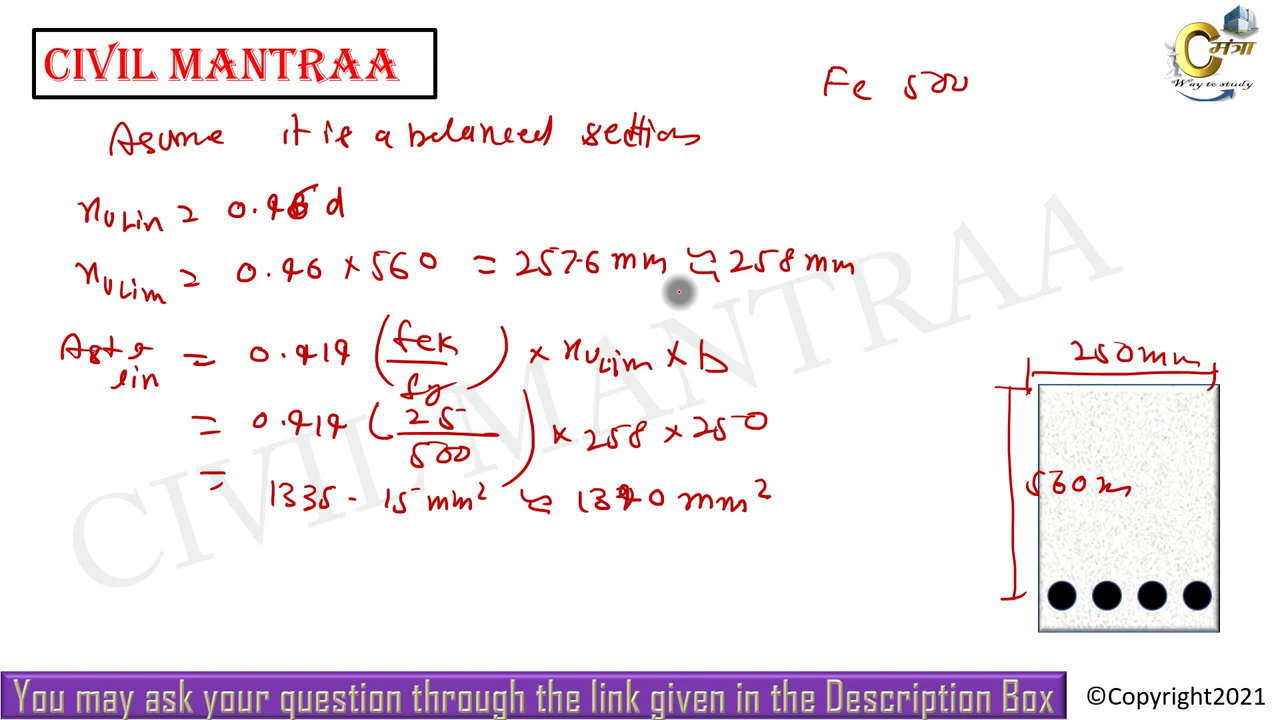 CIVIL MANTRAA
C मंत्रा
Way to study
Fe 500
Assume it is a balanced section
xu lim = 0.46 d
xu lim = 0.46 × 560 = 257.6 mm ≈ 258 mm
Ast, lim = 0.414 (fck / fy) × xu lim × b
= 0.414 (25 / 500) × 258 × 250
= 1335.15 mm² ≈ 1340 mm²
250mm
560m
CIVIL MANTRAA
You may ask your question through the link given in the Description Box
©Copyright2021